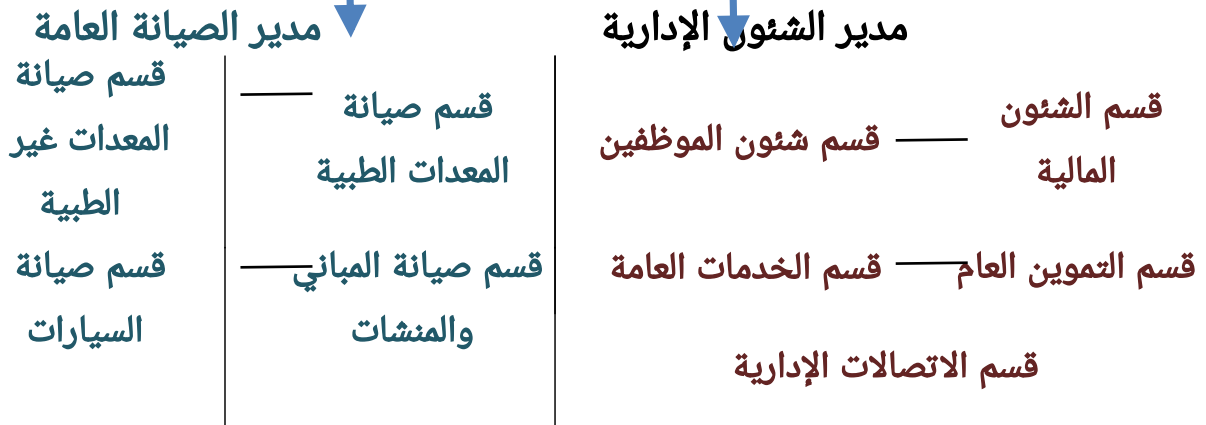 مدير الشئون الإدارية
مدير الصيانة العامة
قسم الشئون
المالية
قسم شئون الموظفين
قسم صيانة
المعدات الطبية
قسم صيانة
المعدات غير
الطبية
قسم التموين العام
قسم الخدمات العامة
قسم صيانة المباني
والمنشات
قسم صيانة
السيارات
قسم الاتصالات الإدارية